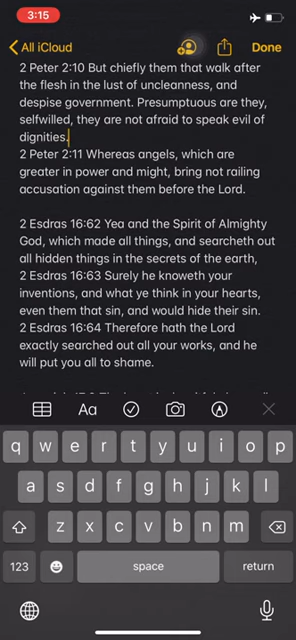 3:15
All iCloud
Done
2 Peter 2:10 But chiefly them that walk after
the flesh in the lust of uncleanness, and
despise government. Presumptuous are they,
selfwilled, they are not afraid to speak evil of
dignities.
2 Peter 2:11 Whereas angels, which are
greater in power and might, bring not railing
accusation against them before the Lord.
2 Esdras 16:62 Yea and the Spirit of Almighty
God, which made all things, and searcheth out
all hidden things in the secrets of the earth,
2 Esdras 16:63 Surely he knoweth your
inventions, and what ye think in your hearts,
even them that sin, and would hide their sin.
2 Esdras 16:64 Therefore hath the Lord
exactly searched out all your works, and he
will put you all to shame.
Aa
q w e r t y u i o p
a s d f g h j k l
z x c v b n m
123 space return